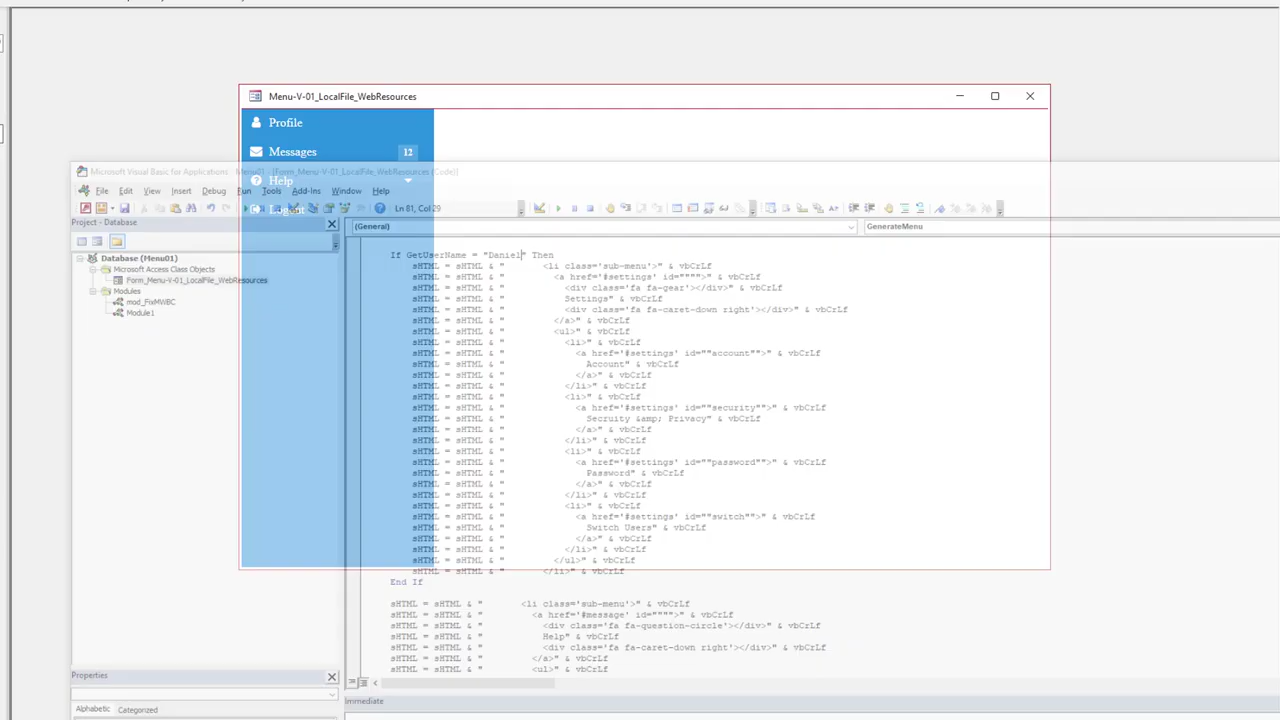 Menu-V-01_LocalFile_WebResources
Profile
Messages 12
Microsoft Visual Basic for Applications - Menu01 - [Form_Menu-V-01_LocalFile_WebResources (Code)]
Help
File Edit View Insert Debug Run Tools Add-Ins Window Help
Logout
Ln 81, Col 29
Project - Database
(General) GenerateMenu
Database (Menu01)
Microsoft Access Class Objects
Form_Menu-V-01_LocalFile_WebResources
Modules
mod_FixMWBC
Module1
If GetUserName = "Daniel" Then
sHTML = sHTML & " <li class='sub-menu'>" & vbCrLf
sHTML = sHTML & " <a href='#settings' id="""">" & vbCrLf
sHTML = sHTML & " <div class='fa fa-gear'></div>" & vbCrLf
sHTML = sHTML & " Settings" & vbCrLf
sHTML = sHTML & " <div class='fa fa-caret-down right'></div>" & vbCrLf
sHTML = sHTML & " </a>" & vbCrLf
sHTML = sHTML & " <ul>" & vbCrLf
sHTML = sHTML & " <li>" & vbCrLf
sHTML = sHTML & " <a href='#settings' id=""account"">" & vbCrLf
sHTML = sHTML & " Account" & vbCrLf
sHTML = sHTML & " </a>" & vbCrLf
sHTML = sHTML & " </li>" & vbCrLf
sHTML = sHTML & " <li>" & vbCrLf
sHTML = sHTML & " <a href='#settings' id=""security"">" & vbCrLf
sHTML = sHTML & " Secruity &amp; Privacy" & vbCrLf
sHTML = sHTML & " </a>" & vbCrLf
sHTML = sHTML & " </li>" & vbCrLf
sHTML = sHTML & " <li>" & vbCrLf
sHTML = sHTML & " <a href='#settings' id=""password"">" & vbCrLf
sHTML = sHTML & " Password" & vbCrLf
sHTML = sHTML & " </a>" & vbCrLf
sHTML = sHTML & " </li>" & vbCrLf
sHTML = sHTML & " <li>" & vbCrLf
sHTML = sHTML & " <a href='#settings' id=""switch"">" & vbCrLf
sHTML = sHTML & " Switch Users" & vbCrLf
sHTML = sHTML & " </a>" & vbCrLf
sHTML = sHTML & " </li>" & vbCrLf
sHTML = sHTML & " </ul>" & vbCrLf
sHTML = sHTML & " </li>" & vbCrLf
End If
sHTML = sHTML & " <li class='sub-menu'>" & vbCrLf
sHTML = sHTML & " <a href='#message' id="""">" & vbCrLf
sHTML = sHTML & " <div class='fa fa-question-circle'></div>" & vbCrLf
sHTML = sHTML & " Help" & vbCrLf
sHTML = sHTML & " <div class='fa fa-caret-down right'></div>" & vbCrLf
sHTML = sHTML & " </a>" & vbCrLf
sHTML = sHTML & " <ul>" & vbCrLf
Properties
Immediate
Alphabetic Categorized